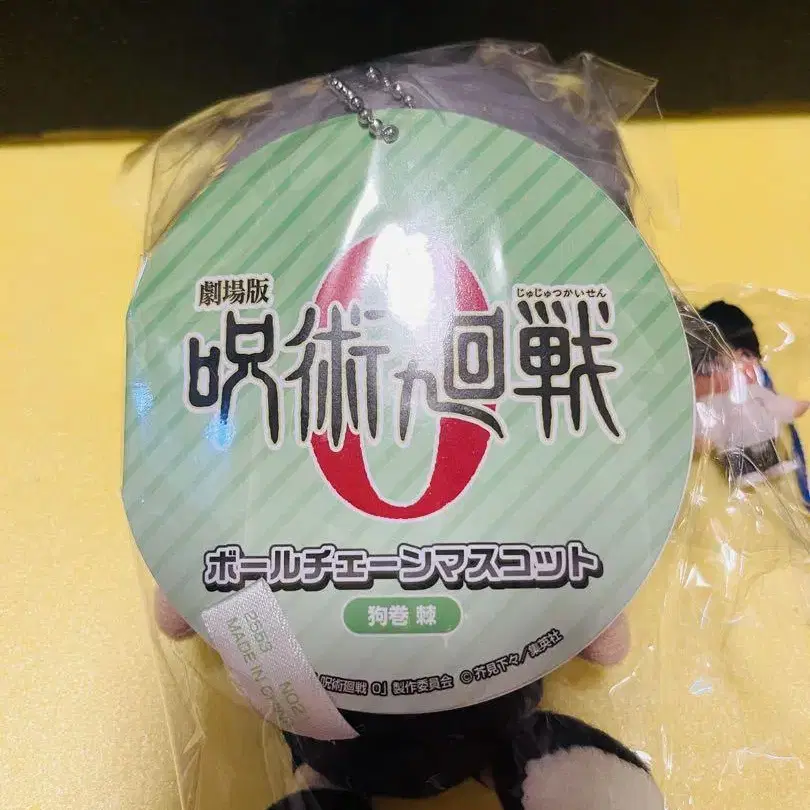 劇場版
じゅじゅつかいせん
呪術廻戦
0
ボールチェーンマスコット
狗巻 棘
呪術廻戦 0」製作委員会 ©芥見下々/集英社
2553 NO2
MADE IN CHINA